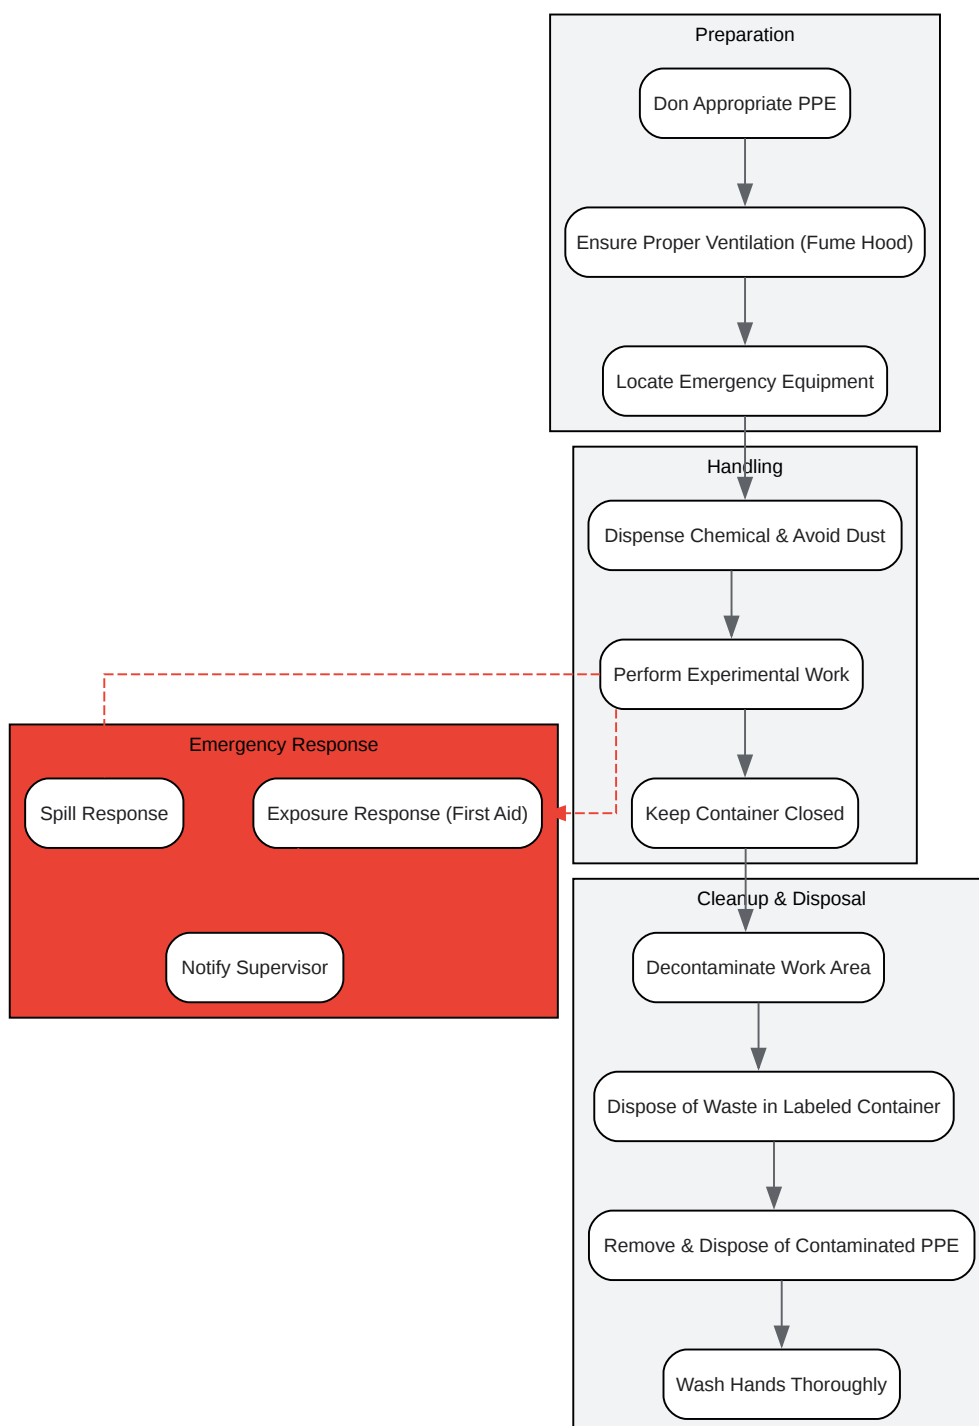 Preparation
Don Appropriate PPE
Ensure Proper Ventilation (Fume Hood)
Locate Emergency Equipment
Handling
Dispense Chemical & Avoid Dust
Perform Experimental Work
Keep Container Closed
Emergency Response
Spill Response
Exposure Response (First Aid)
Notify Supervisor
Cleanup & Disposal
Decontaminate Work Area
Dispose of Waste in Labeled Container
Remove & Dispose of Contaminated PPE
Wash Hands Thoroughly